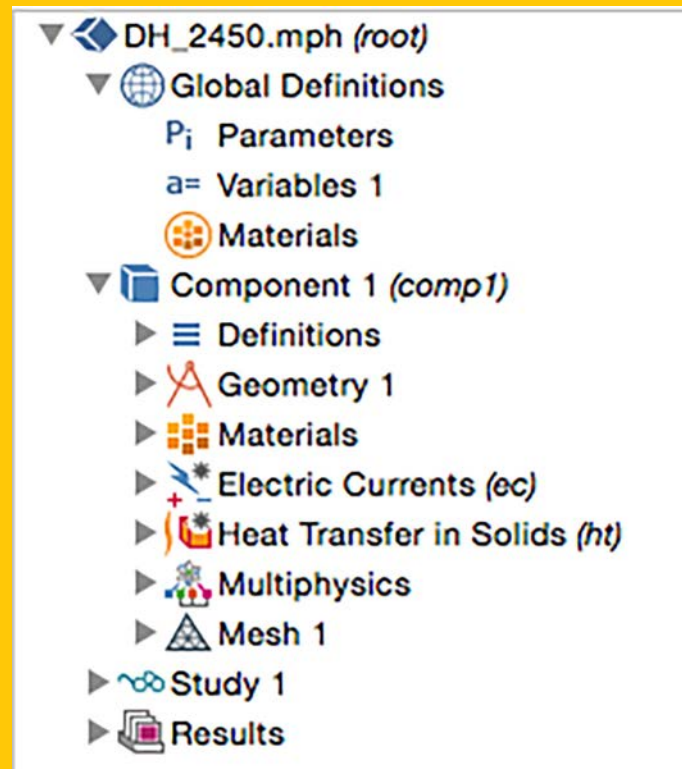 DH_2450.mph (root)
Global Definitions
Pi Parameters
a= Variables 1
Materials
Component 1 (comp1)
Definitions
Geometry 1
Materials
Electric Currents (ec)
Heat Transfer in Solids (ht)
Multiphysics
Mesh 1
Study 1
Results